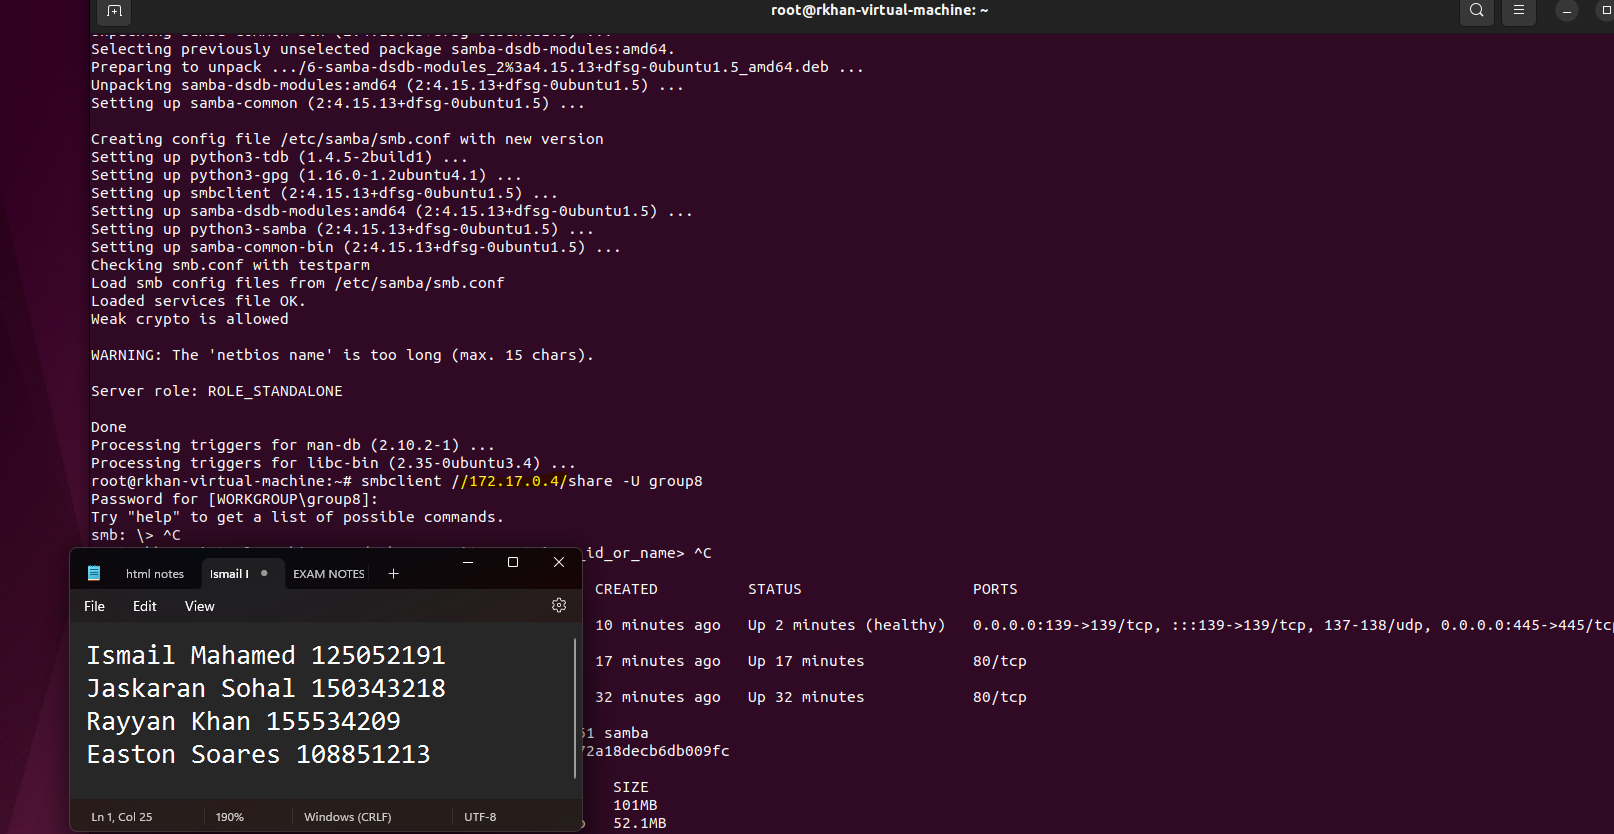 root@rkhan-virtual-machine: ~
Selecting previously unselected package samba-dsdb-modules:amd64.
Preparing to unpack .../6-samba-dsdb-modules_2%3a4.15.13+dfsg-0ubuntu1.5_amd64.deb ...
Unpacking samba-dsdb-modules:amd64 (2:4.15.13+dfsg-0ubuntu1.5) ...
Setting up samba-common (2:4.15.13+dfsg-0ubuntu1.5) ...
Creating config file /etc/samba/smb.conf with new version
Setting up python3-tdb (1.4.5-2build1) ...
Setting up python3-gpg (1.16.0-1.2ubuntu4.1) ...
Setting up smbclient (2:4.15.13+dfsg-0ubuntu1.5) ...
Setting up samba-dsdb-modules:amd64 (2:4.15.13+dfsg-0ubuntu1.5) ...
Setting up python3-samba (2:4.15.13+dfsg-0ubuntu1.5) ...
Setting up samba-common-bin (2:4.15.13+dfsg-0ubuntu1.5) ...
Checking smb.conf with testparm
Load smb config files from /etc/samba/smb.conf
Loaded services file OK.
Weak crypto is allowed
WARNING: The 'netbios name' is too long (max. 15 chars).
Server role: ROLE_STANDALONE
Done
Processing triggers for man-db (2.10.2-1) ...
Processing triggers for libc-bin (2.35-0ubuntu3.4) ...
root@rkhan-virtual-machine:~# smbclient //172.17.0.4/share -U group8
Password for [WORKGROUP\group8]:
Try "help" to get a list of possible commands.
smb: \> ^C
_id_or_name> ^C
CREATED STATUS PORTS
10 minutes ago Up 2 minutes (healthy) 0.0.0.0:139->139/tcp, :::139->139/tcp, 137-138/udp, 0.0.0.0:445->445/tcp
17 minutes ago Up 17 minutes 80/tcp
32 minutes ago Up 32 minutes 80/tcp
51 samba
72a18decb6db009fc
SIZE
101MB
52.1MB
html notes Ismail I EXAM NOTES
File Edit View
Ismail Mahamed 125052191
Jaskaran Sohal 150343218
Rayyan Khan 155534209
Easton Soares 108851213
Ln 1, Col 25 190% Windows (CRLF) UTF-8